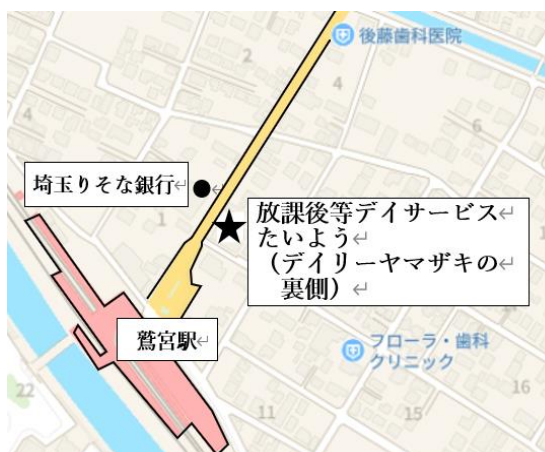 後藤歯科医院
2
4
4
6
埼玉りそな銀行↵
↵
1
放課後等デイサービス↵
たいよう↵
（デイリーヤマザキの↵
裏側）↵
鷲宮駅↵
フローラ・歯科
クリニック
22
11
15
16